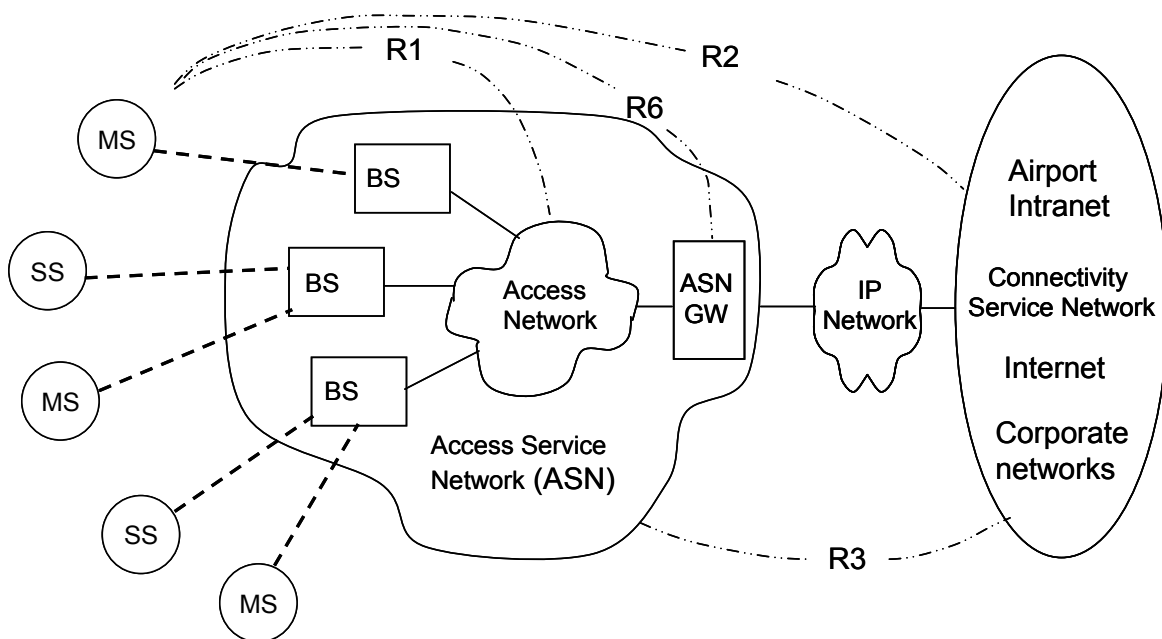 R1
R2
R6
MS
BS
SS
BS
MS
BS
SS
MS
Access
Network
ASN
GW
IP
Network
Access Service
Network (ASN)
Airport
Intranet
Connectivity
Service Network
Internet
Corporate
networks
R3